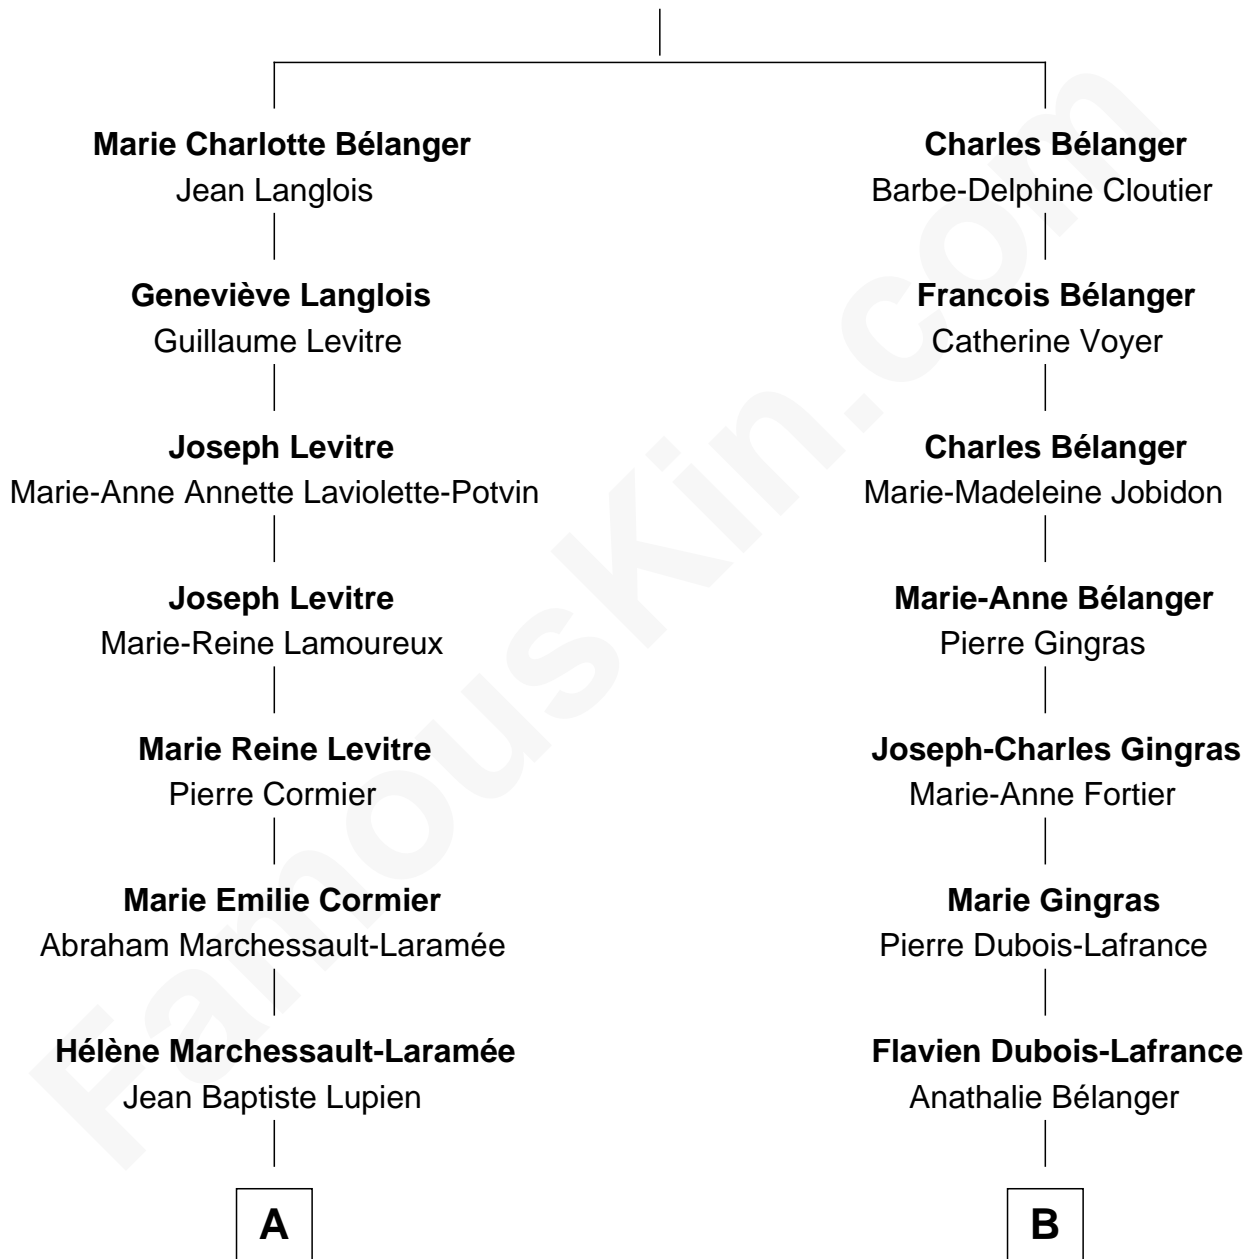 Marie Charlotte Bélanger
Jean Langlois
Geneviève Langlois
Guillaume Levitre
Joseph Levitre
Marie-Anne Annette Laviolette-Potvin
Joseph Levitre
Marie-Reine Lamoureux
Marie Reine Levitre
Pierre Cormier
Marie Emilie Cormier
Abraham Marchessault-Laramée
Hélène Marchessault-Laramée
Jean Baptiste Lupien
A
Charles Bélanger
Barbe-Delphine Cloutier
Francois Bélanger
Catherine Voyer
Charles Bélanger
Marie-Madeleine Jobidon
Marie-Anne Bélanger
Pierre Gingras
Joseph-Charles Gingras
Marie-Anne Fortier
Marie Gingras
Pierre Dubois-Lafrance
Flavien Dubois-Lafrance
Anathalie Bélanger
B
FamousKin.com